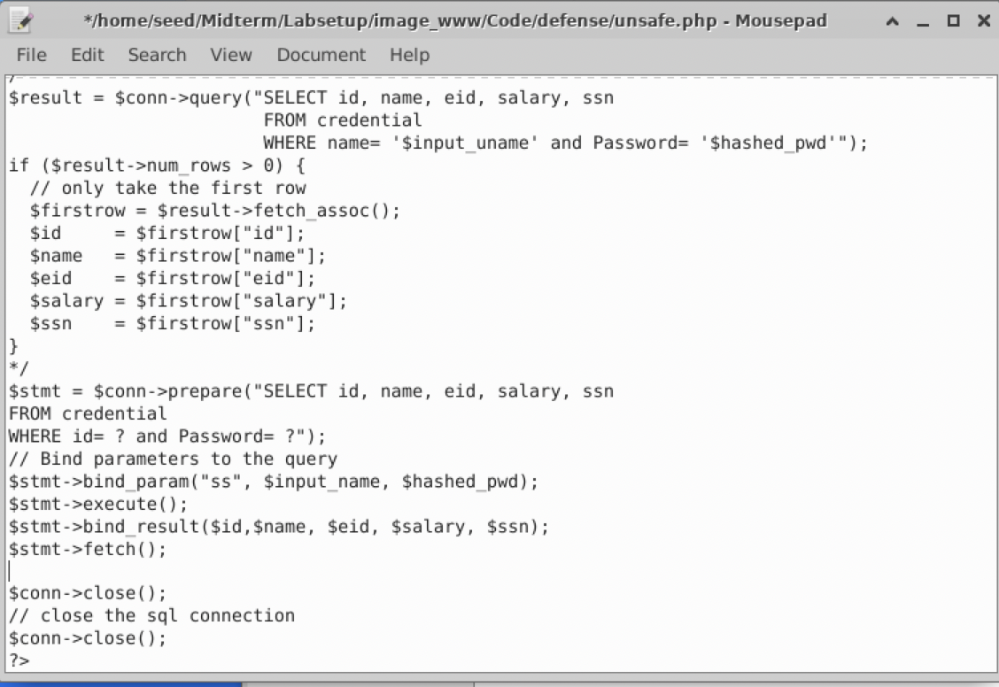 */home/seed/Midterm/Labsetup/image_www/Code/defense/unsafe.php - Mousepad
File Edit Search View Document Help
$result = $conn->query("SELECT id, name, eid, salary, ssn
                        FROM credential
                        WHERE name= '$input_uname' and Password= '$hashed_pwd'");
if ($result->num_rows > 0) {
  // only take the first row
  $firstrow = $result->fetch_assoc();
  $id     = $firstrow["id"];
  $name   = $firstrow["name"];
  $eid    = $firstrow["eid"];
  $salary = $firstrow["salary"];
  $ssn    = $firstrow["ssn"];
}
*/
$stmt = $conn->prepare("SELECT id, name, eid, salary, ssn
FROM credential
WHERE id= ? and Password= ?");
// Bind parameters to the query
$stmt->bind_param("ss", $input_name, $hashed_pwd);
$stmt->execute();
$stmt->bind_result($id,$name, $eid, $salary, $ssn);
$stmt->fetch();

$conn->close();
// close the sql connection
$conn->close();
?>